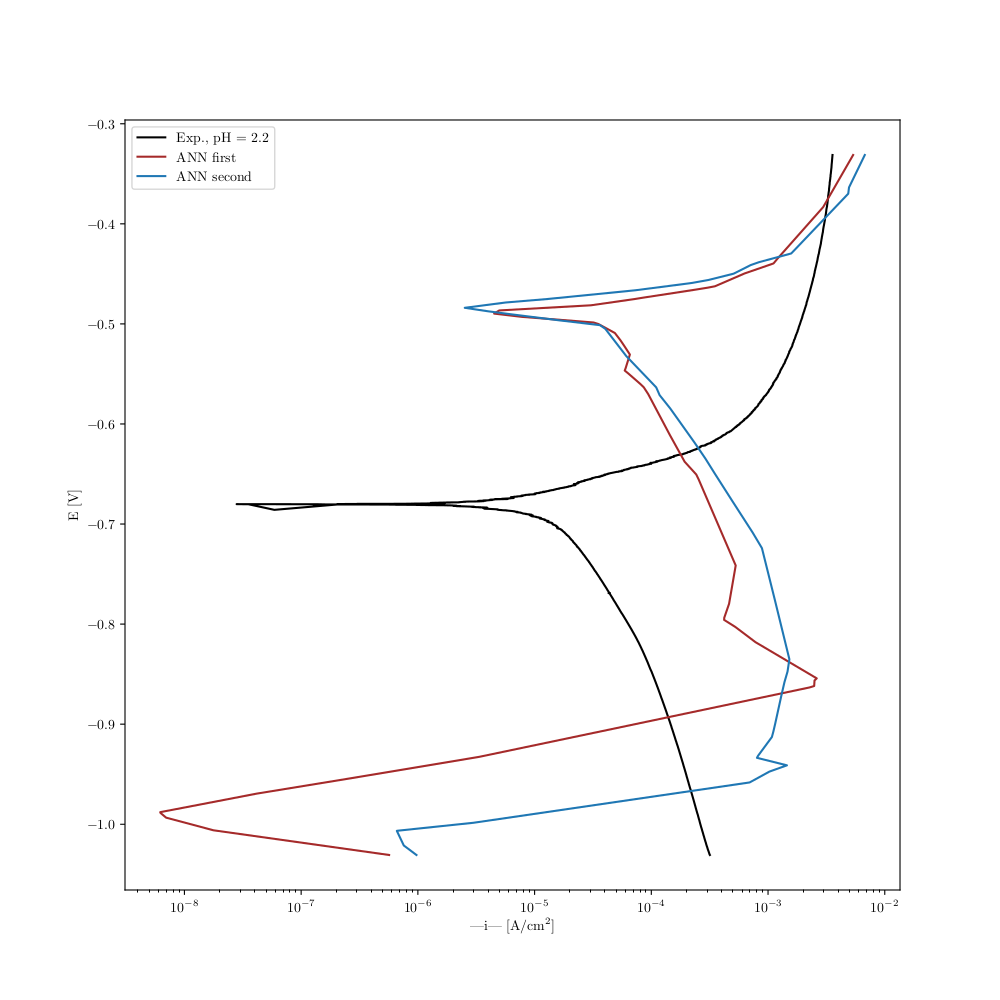 Exp., pH = 2.2
ANN first
ANN second
−0.3
−0.4
−0.5
−0.6
−0.7
−0.8
−0.9
−1.0
E [V]
10⁻⁸ 10⁻⁷ 10⁻⁶ 10⁻⁵ 10⁻⁴ 10⁻³ 10⁻²
—i— [A/cm²]